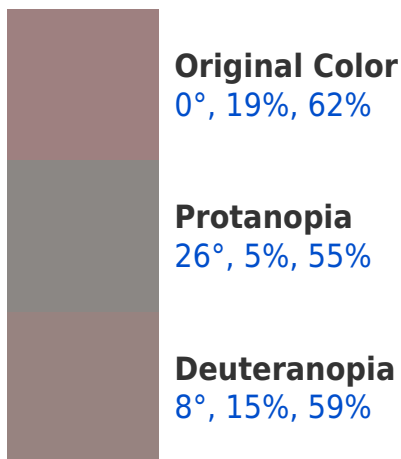 Original Color
0°, 19%, 62%
Protanopia
26°, 5%, 55%
Deuteranopia
8°, 15%, 59%